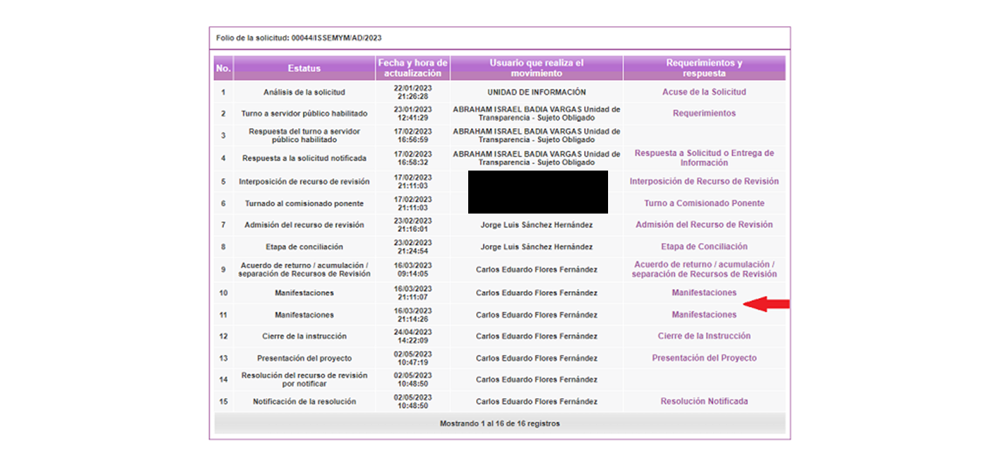 Folio de la solicitud: 00044/ISSEMYM/AD/2023
No. Estatus Fecha y hora de actualización Usuario que realiza el movimiento Requerimientos y respuesta
1 Análisis de la solicitud 22/01/2023 21:26:28 UNIDAD DE INFORMACIÓN Acuse de la Solicitud
2 Turno a servidor público habilitado 23/01/2023 12:41:29 ABRAHAM ISRAEL BADIA VARGAS Unidad de Transparencia - Sujeto Obligado Requerimientos
3 Respuesta del turno a servidor público habilitado 17/02/2023 16:56:59 ABRAHAM ISRAEL BADIA VARGAS Unidad de Transparencia - Sujeto Obligado
4 Respuesta a la solicitud notificada 17/02/2023 16:58:32 ABRAHAM ISRAEL BADIA VARGAS Unidad de Transparencia - Sujeto Obligado Respuesta a Solicitud o Entrega de Información
5 Interposición de recurso de revisión 17/02/2023 21:11:03 Interposición de Recurso de Revisión
6 Turnado al comisionado ponente 17/02/2023 21:11:03 Turno a Comisionado Ponente
7 Admisión del recurso de revisión 23/02/2023 21:16:01 Jorge Luis Sánchez Hernández Admisión del Recurso de Revisión
8 Etapa de conciliación 23/02/2023 21:24:54 Jorge Luis Sánchez Hernández Etapa de Conciliación
9 Acuerdo de returno / acumulación / separación de Recursos de Revisión 16/03/2023 09:14:05 Carlos Eduardo Flores Fernández Acuerdo de returno / acumulación / separación de Recursos de Revisión
10 Manifestaciones 16/03/2023 21:11:07 Carlos Eduardo Flores Fernández Manifestaciones
11 Manifestaciones 16/03/2023 21:14:26 Carlos Eduardo Flores Fernández Manifestaciones
12 Cierre de la instrucción 24/04/2023 14:22:09 Carlos Eduardo Flores Fernández Cierre de la Instrucción
13 Presentación del proyecto 02/05/2023 10:47:19 Carlos Eduardo Flores Fernández Presentación del Proyecto
14 Resolución del recurso de revisión por notificar 02/05/2023 10:48:50 Carlos Eduardo Flores Fernández
15 Notificación de la resolución 02/05/2023 10:48:50 Carlos Eduardo Flores Fernández Resolución Notificada
Mostrando 1 al 16 de 16 registros